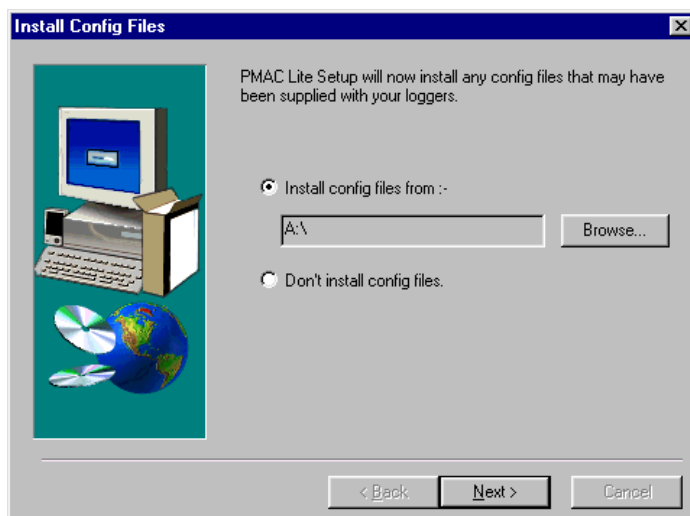 Install Config Files
PMAC Lite Setup will now install any config files that may have
been supplied with your loggers.
Install config files from :-
A:\
Browse...
Don't install config files.
< Back
Next >
Cancel